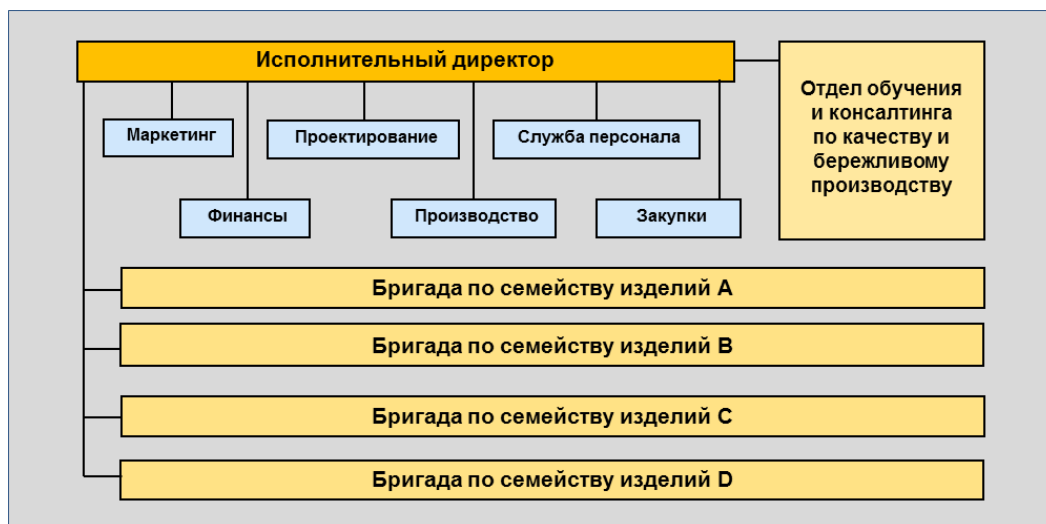 Исполнительный директор
Отдел обучения
и консалтинга
по качеству и
бережливому
производству
Маркетинг
Проектирование
Служба персонала
Финансы
Производство
Закупки
Бригада по семейству изделий A
Бригада по семейству изделий B
Бригада по семейству изделий C
Бригада по семейству изделий D